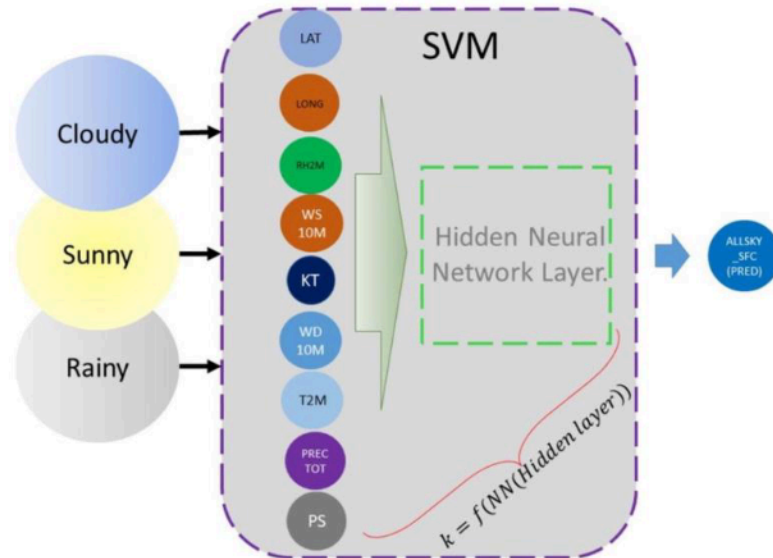 SVM
Cloudy
Sunny
Rainy
LAT
LONG
RH2M
WS
10M
KT
WD
10M
T2M
PREC
TOT
PS
Hidden Neural
Network Layer.
k = f(NN(Hidden layer))
ALLSKY
_SFC
(PRED)